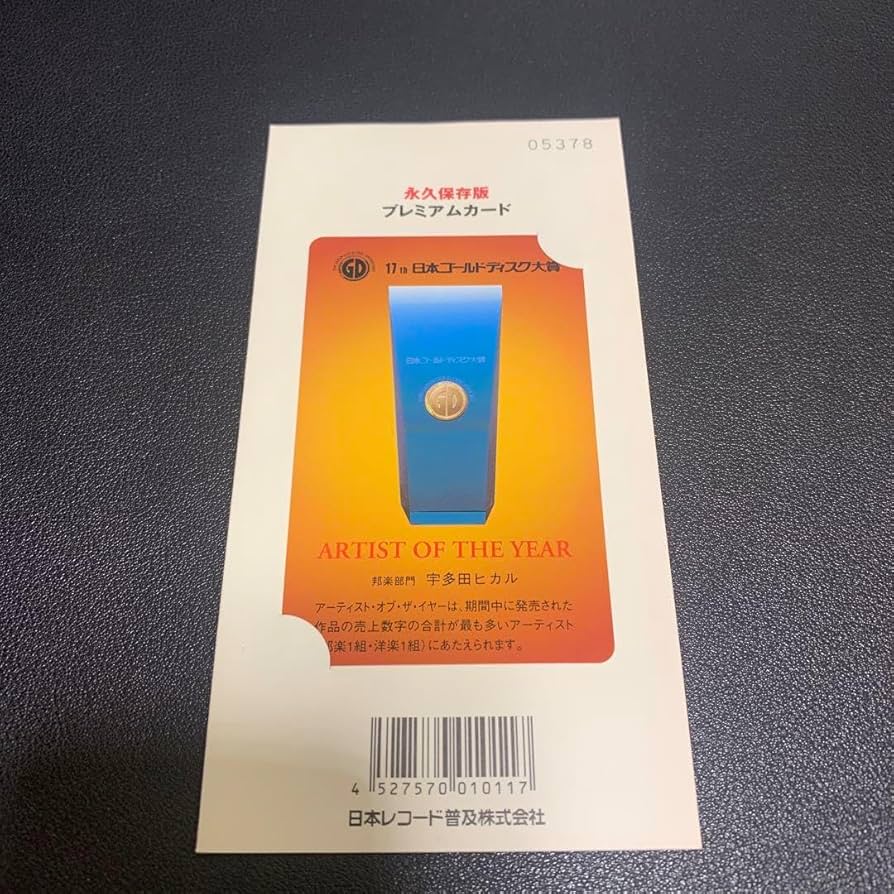 05378
永久保存版
プレミアムカード
GD
17TH 日本ゴールドディスク大賞
日本ゴールドディスク大賞
GD
ARTIST OF THE YEAR
邦楽部門 宇多田ヒカル
アーティスト・オブ・ザ・イヤーは、期間中に発売された
作品の売上数字の合計が最も多いアーティスト
楽1組・洋楽1組)にあたえられます。
4 527570 010117
日本レコード普及株式会社